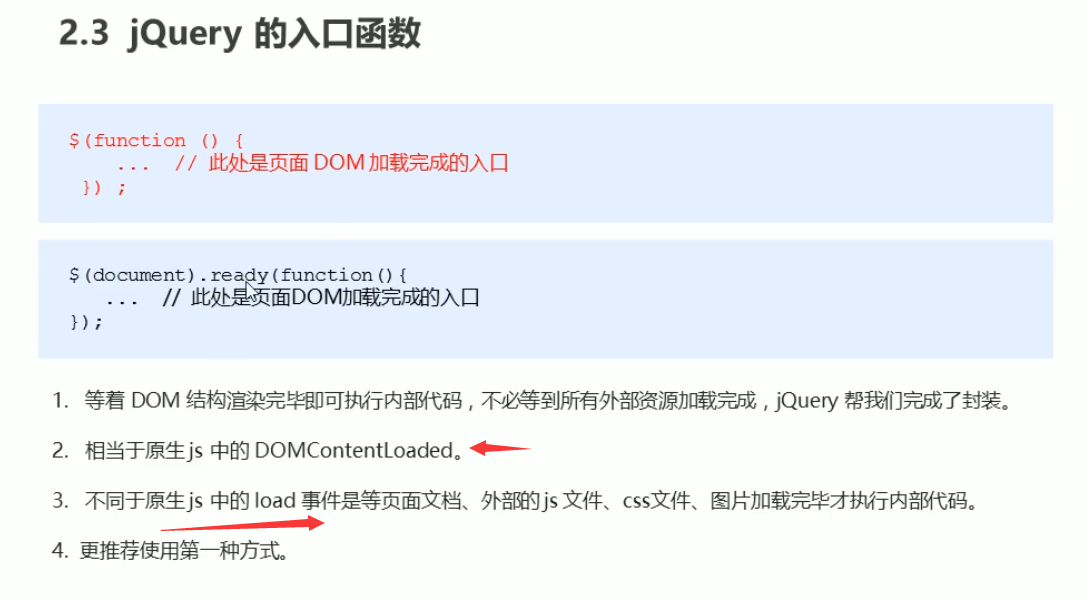 2.3 jQuery 的入口函数
$(function () {
... // 此处是页面 DOM 加载完成的入口
}) ;
$(document).ready(function(){
... // 此处是页面DOM加载完成的入口
});
1. 等着 DOM 结构渲染完毕即可执行内部代码，不必等到所有外部资源加载完成，jQuery 帮我们完成了封装。
2. 相当于原生 js 中的 DOMContentLoaded。
3. 不同于原生 js 中的 load 事件是等页面文档、外部的 js 文件、css文件、图片加载完毕才执行内部代码。
4. 更推荐使用第一种方式。